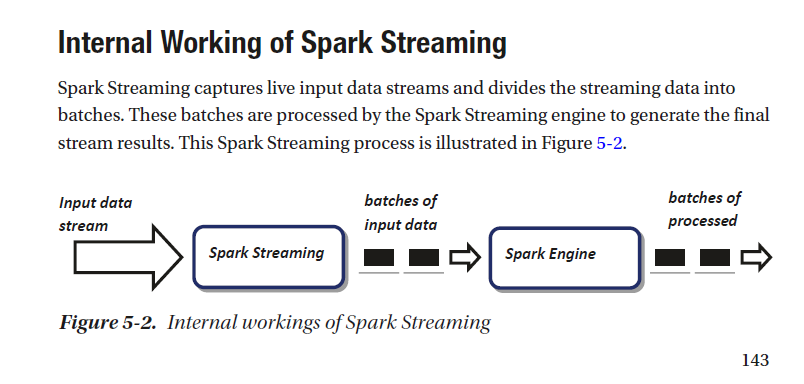 Internal Working of Spark Streaming
Spark Streaming captures live input data streams and divides the streaming data into
batches. These batches are processed by the Spark Streaming engine to generate the final
stream results. This Spark Streaming process is illustrated in Figure 5-2.
Input data
stream
Spark Streaming
batches of
input data
Spark Engine
batches of
processed
Figure 5-2. Internal workings of Spark Streaming
143